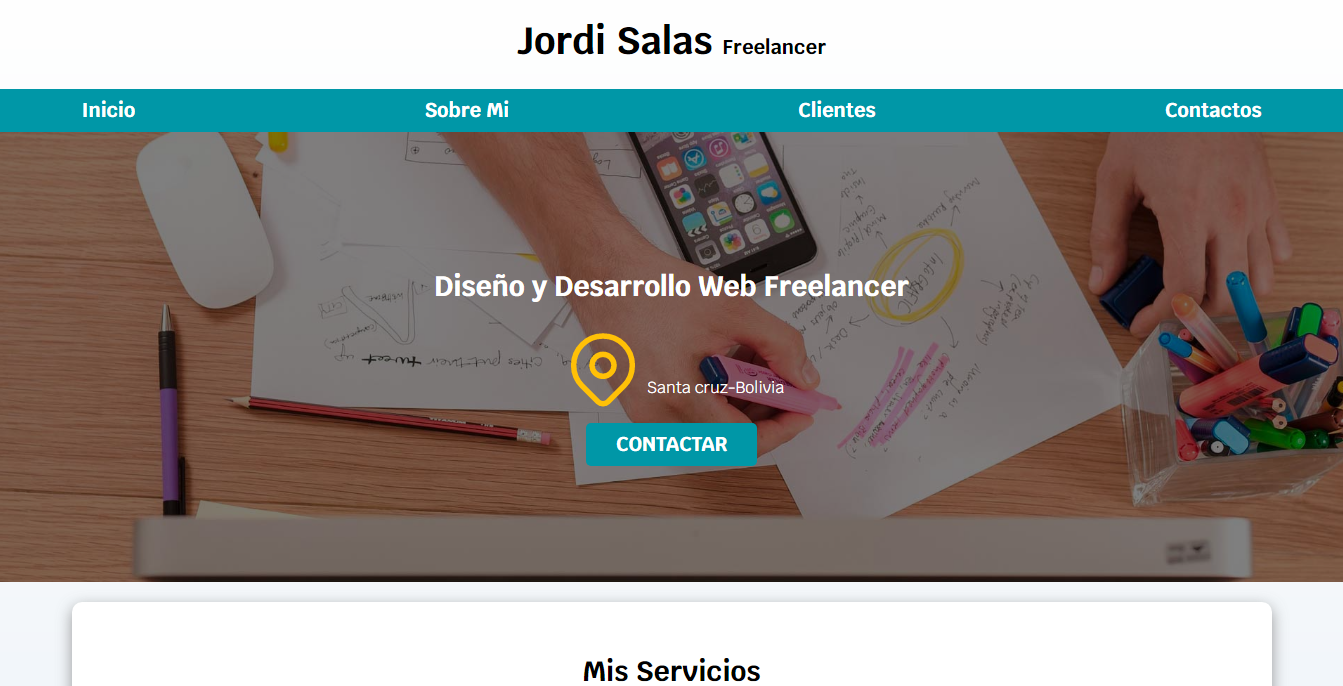 Jordi Salas Freelancer
Inicio Sobre Mi Clientes Contactos
Diseño y Desarrollo Web Freelancer
Santa cruz-Bolivia
CONTACTAR
Mis Servicios